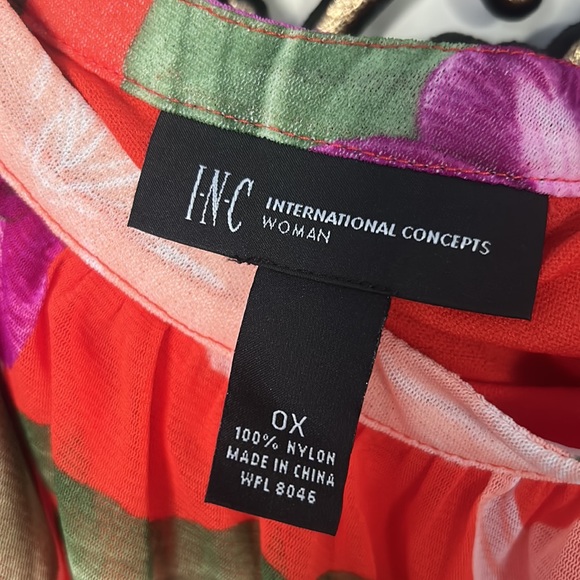 I·N·C INTERNATIONAL CONCEPTS
WOMAN
0X
100% NYLON
MADE IN CHINA
WPL 8046